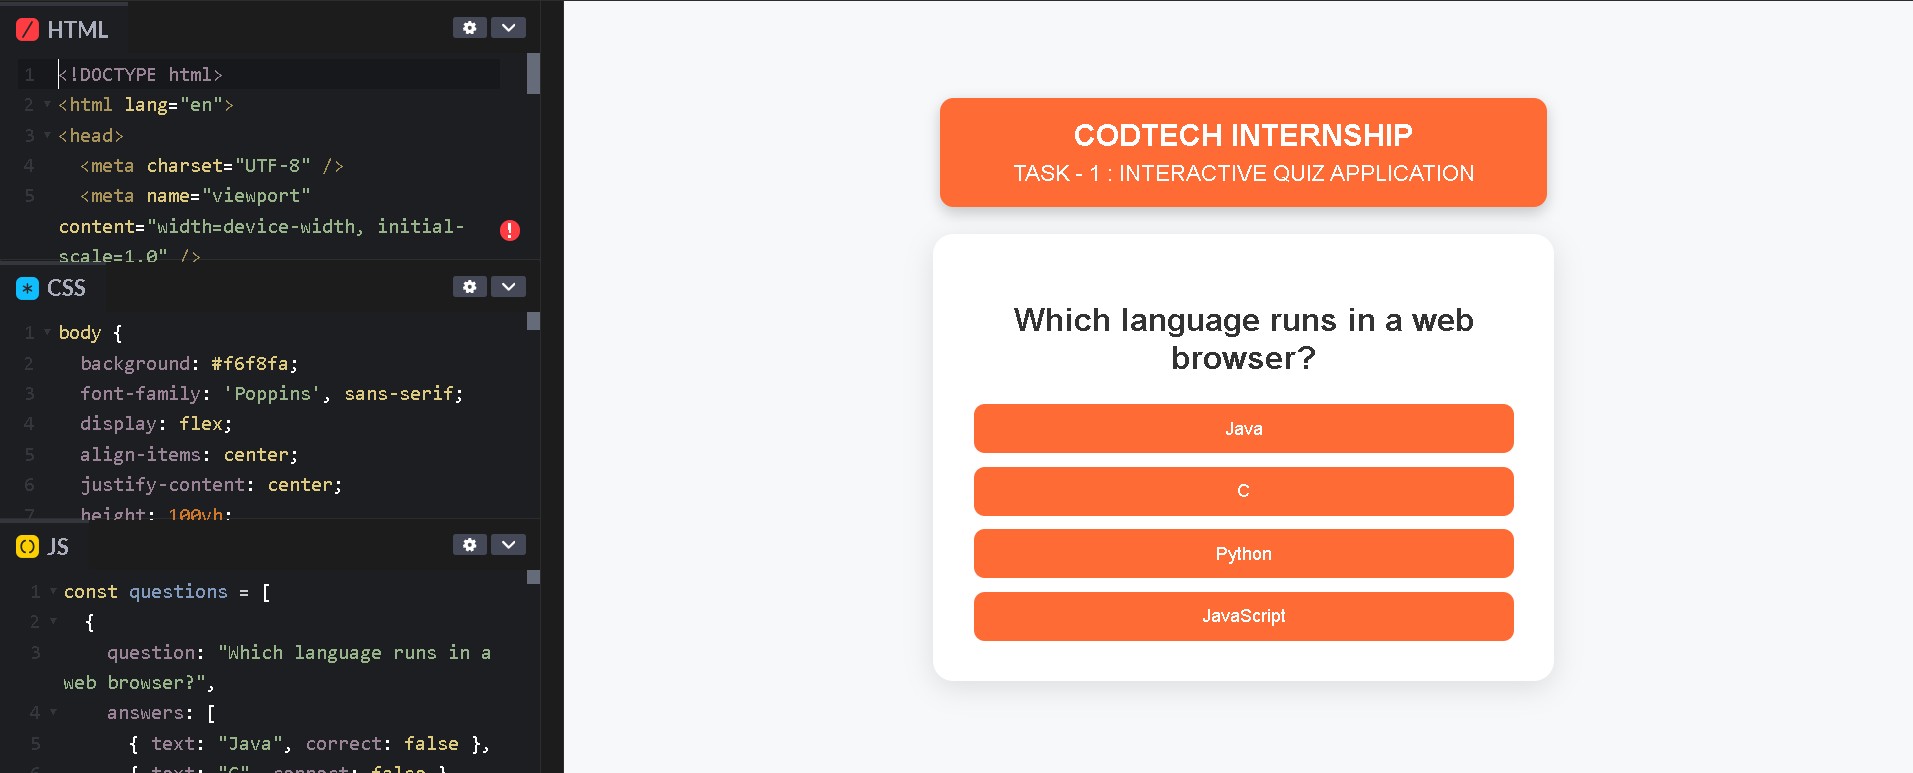 HTML
1 <!DOCTYPE html>
2 <html lang="en">
3 <head>
4 <meta charset="UTF-8" />
5 <meta name="viewport"
content="width=device-width, initial-
scale=1.0" />
CSS
1 body {
2 background: #f6f8fa;
3 font-family: 'Poppins', sans-serif;
4 display: flex;
5 align-items: center;
6 justify-content: center;
7 height: 100vh;
JS
1 const questions = [
2 {
3 question: "Which language runs in a
web browser?",
4 answers: [
5 { text: "Java", correct: false },
6 { text: "C", correct: false },
CODTECH INTERNSHIP
TASK - 1 : INTERACTIVE QUIZ APPLICATION
Which language runs in a web
browser?
Java
C
Python
JavaScript